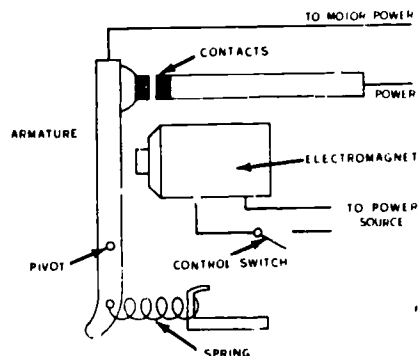 TO MOTOR POWER
CONTACTS
POWER
ARMATURE
ELECTROMAGNET
TO POWER
SOURCE
PIVOT
CONTROL SWITCH
SPRING